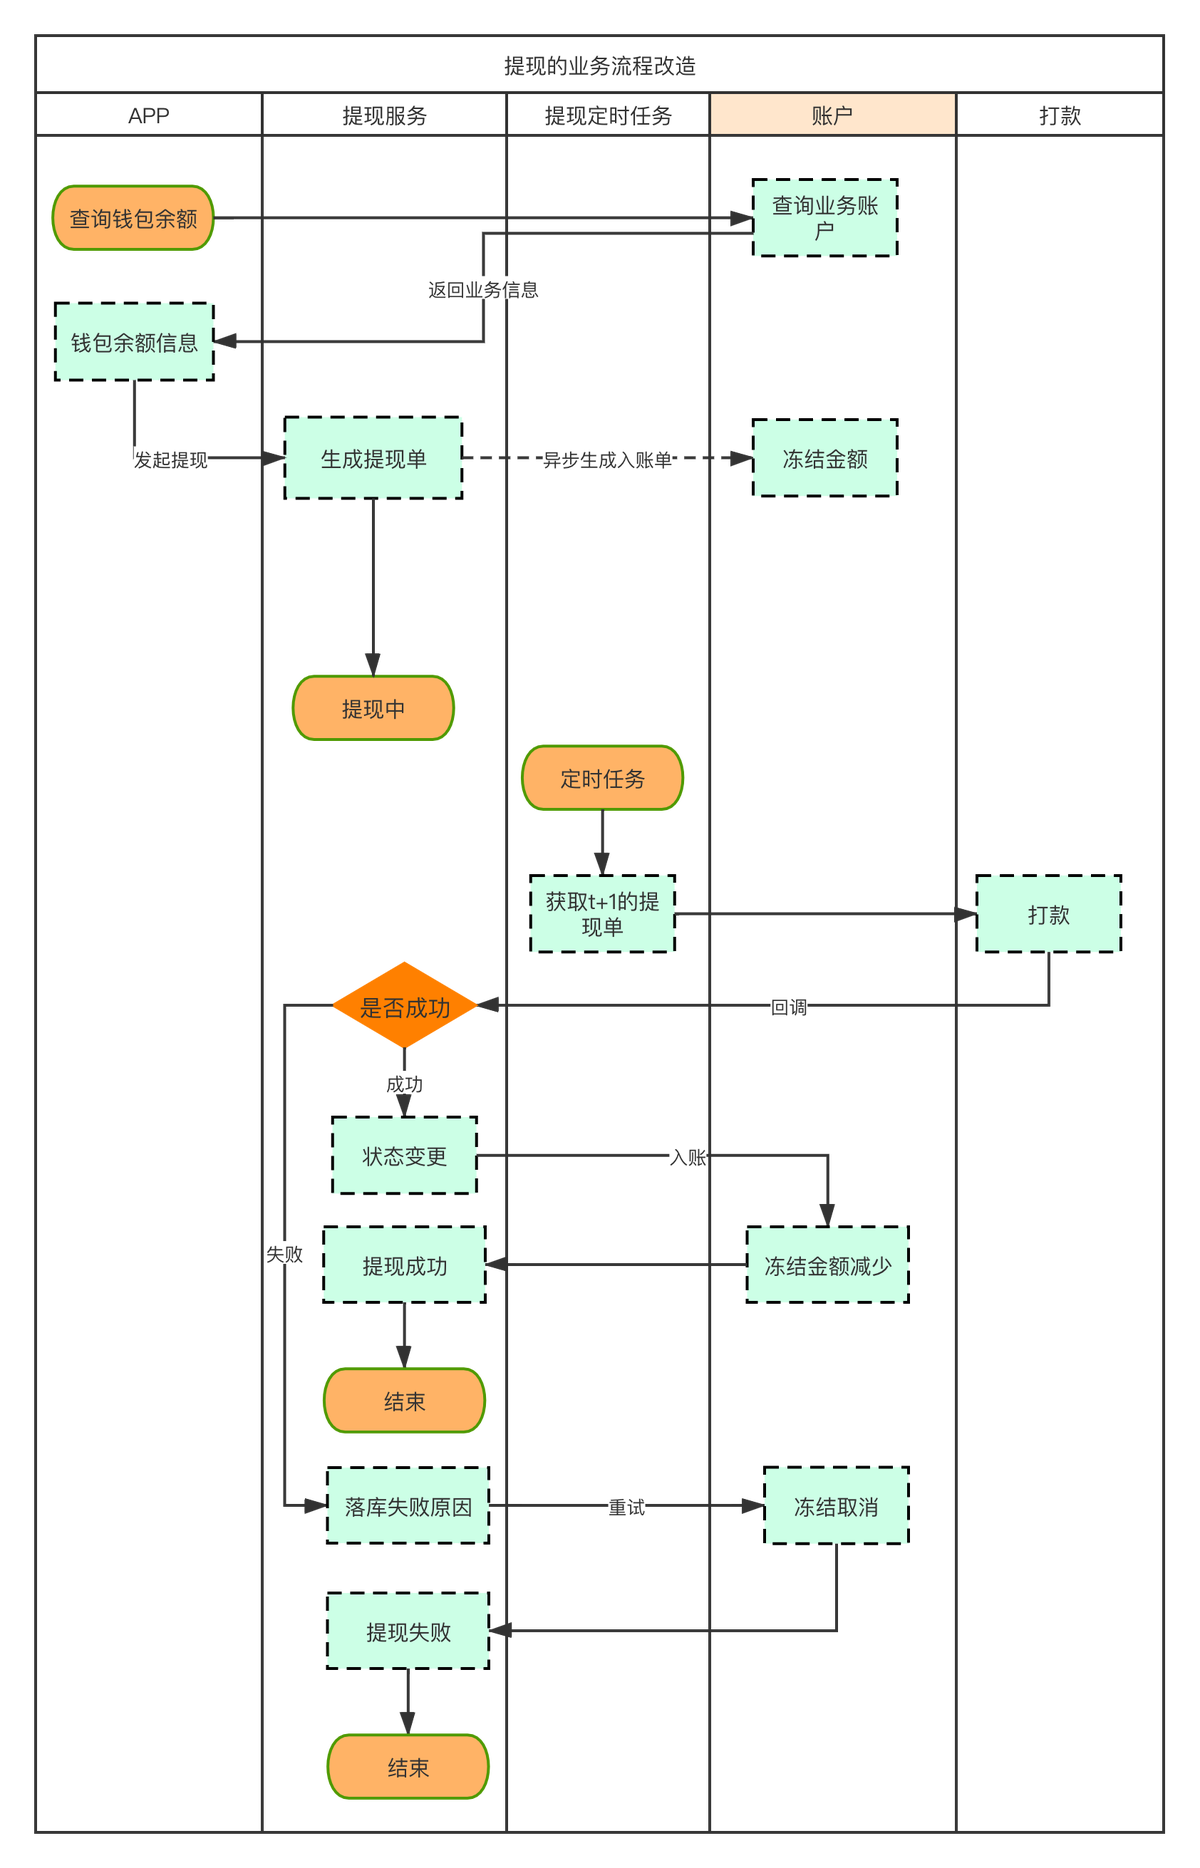 提现的业务流程改造
APP
提现服务
提现定时任务
账户
打款
查询钱包余额
查询业务账
户
返回业务信息
钱包余额信息
发起提现
生成提现单
异步生成入账单
冻结金额
提现中
定时任务
获取t+1的提
现单
打款
是否成功
回调
成功
状态变更
入账
失败
提现成功
冻结金额减少
结束
落库失败原因
重试
冻结取消
提现失败
结束